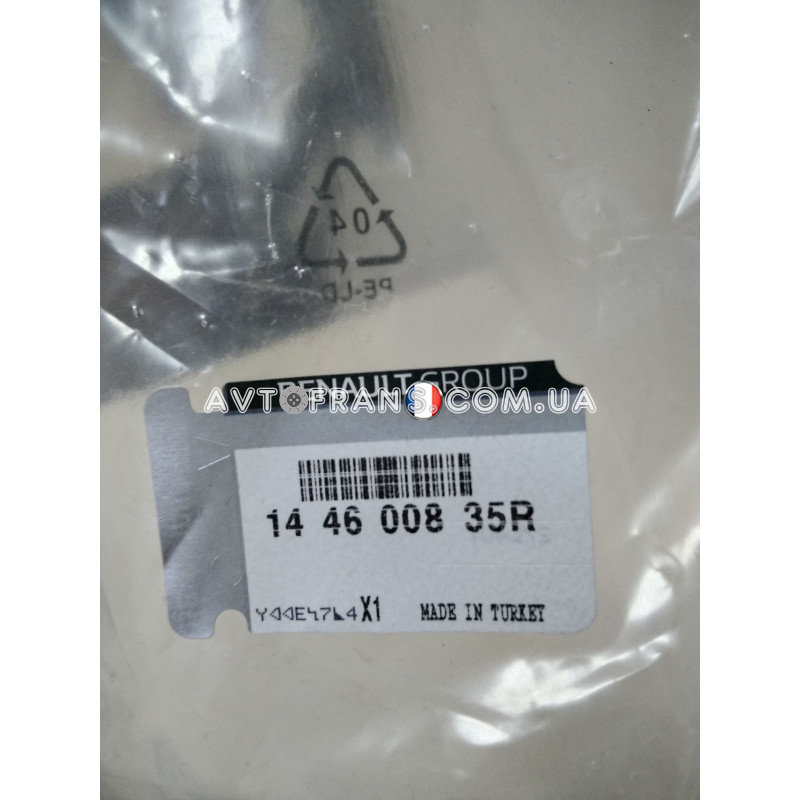 04
PE-LD
RENAULT GROUP
AVTOFRANS.COM.UA
14 46 008 35R
X1 MADE IN TURKEY